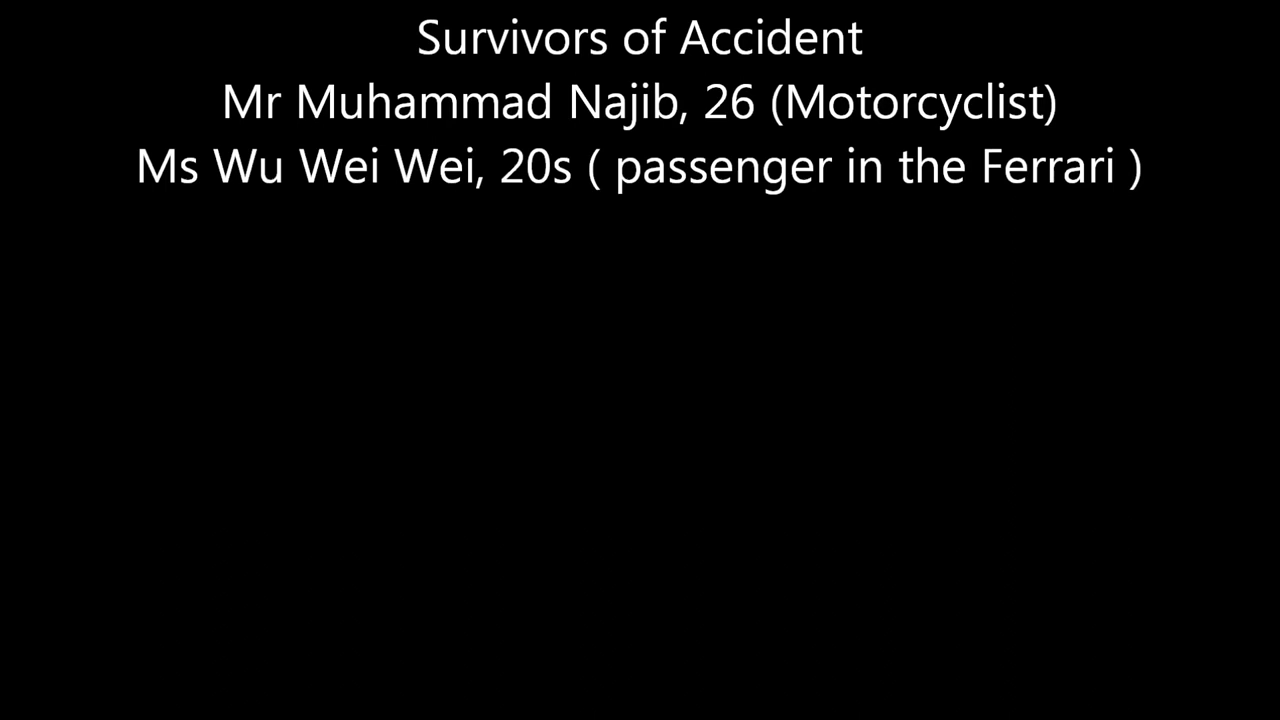 Survivors of Accident
Mr Muhammad Najib, 26 (Motorcyclist)
Ms Wu Wei Wei, 20s ( passenger in the Ferrari )